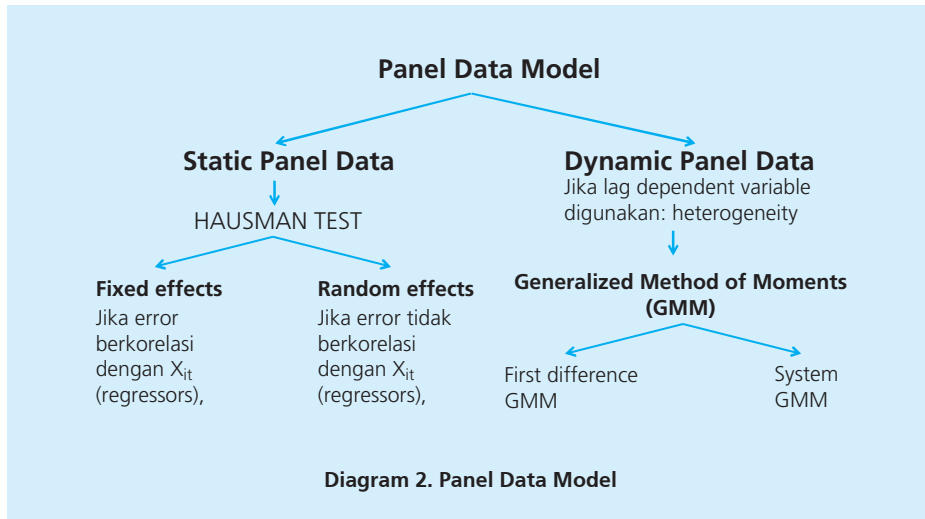 Panel Data Model
Static Panel Data
HAUSMAN TEST
Fixed effects
Jika error
berkorelasi
dengan X_it
(regressors),
Random effects
Jika error tidak
berkorelasi
dengan X_it
(regressors),
Dynamic Panel Data
Jika lag dependent variable
digunakan: heterogeneity
Generalized Method of Moments
(GMM)
First difference
GMM
System
GMM
Diagram 2. Panel Data Model